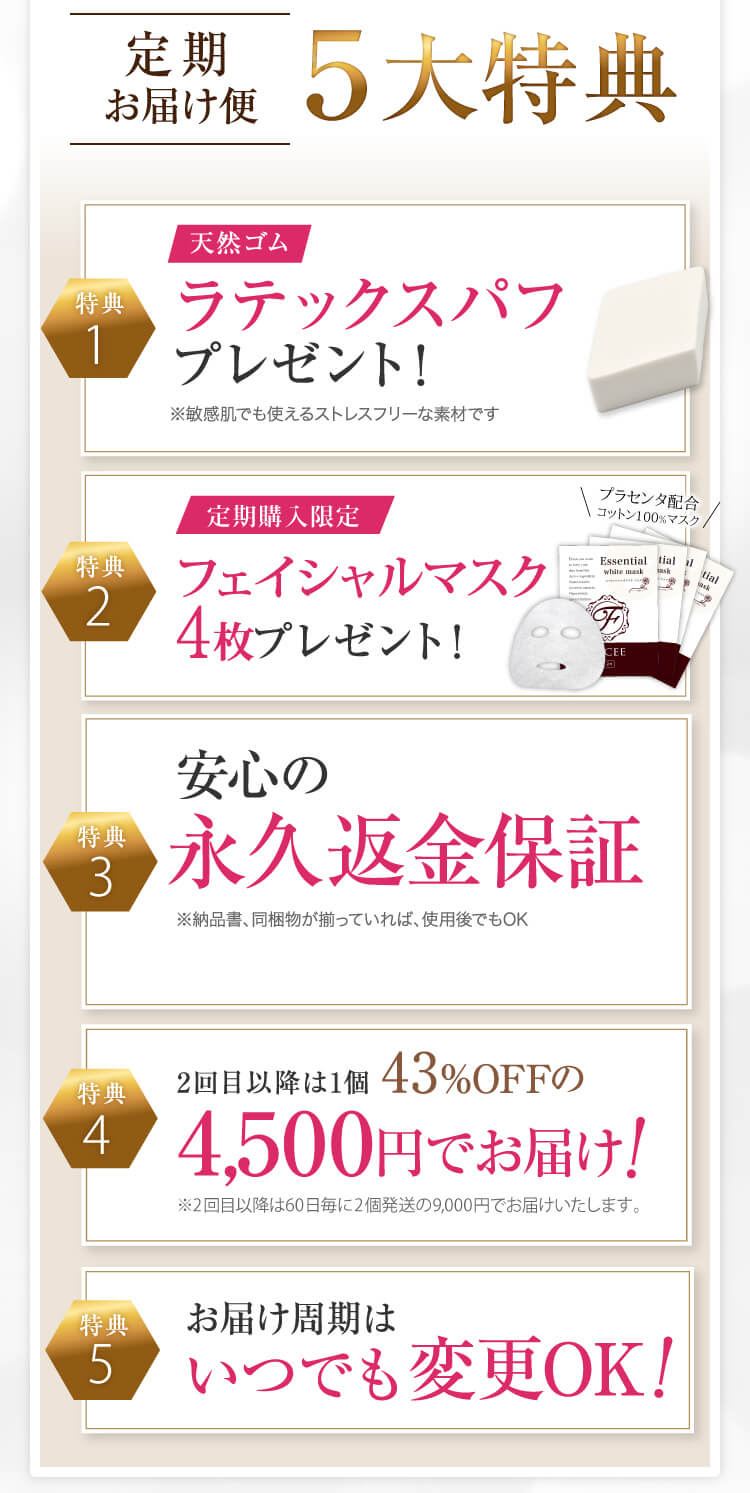 定期
お届け便
5大特典
特典
1
天然ゴム
ラテックスパフ
プレゼント!
※敏感肌でも使えるストレスフリーな素材です
特典
2
定期購入限定
フェイシャルマスク
4枚プレゼント!
プラセンタ配合
コットン100%マスク
Essential
white mask
F
CEE
特典
3
安心の
永久返金保証
※納品書、同梱物が揃っていれば、使用後でもOK
特典
4
2回目以降は1個 43%OFFの
4,500円でお届け!
※2回目以降は60日毎に2個発送の9,000円でお届けいたします。
特典
5
お届け周期は
いつでも変更OK!